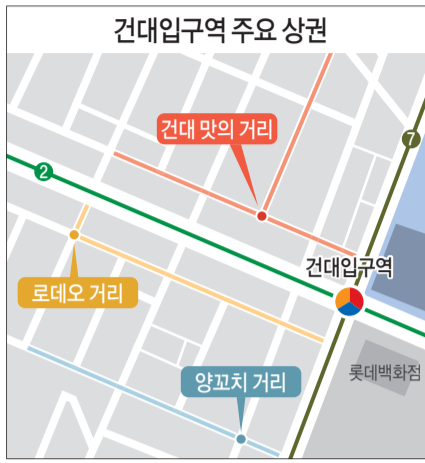 건대입구역 주요 상권
건대 맛의 거리
7
2
건대입구역
로데오 거리
롯데백화점
양꼬치 거리